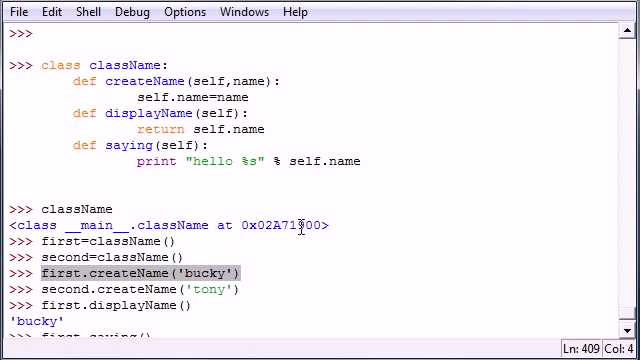 File Edit Shell Debug Options Windows Help
>>>
>>> class className:
        def createName(self,name):
                self.name=name
        def displayName(self):
                return self.name
        def saying(self):
                print "hello %s" % self.name
>>> className
<class __main__.className at 0x02A71900>
>>> first=className()
>>> second=className()
>>> first.createName('bucky')
>>> second.createName('tony')
>>> first.displayName()
'bucky'
>>> first.saying()
Ln: 409 Col: 4